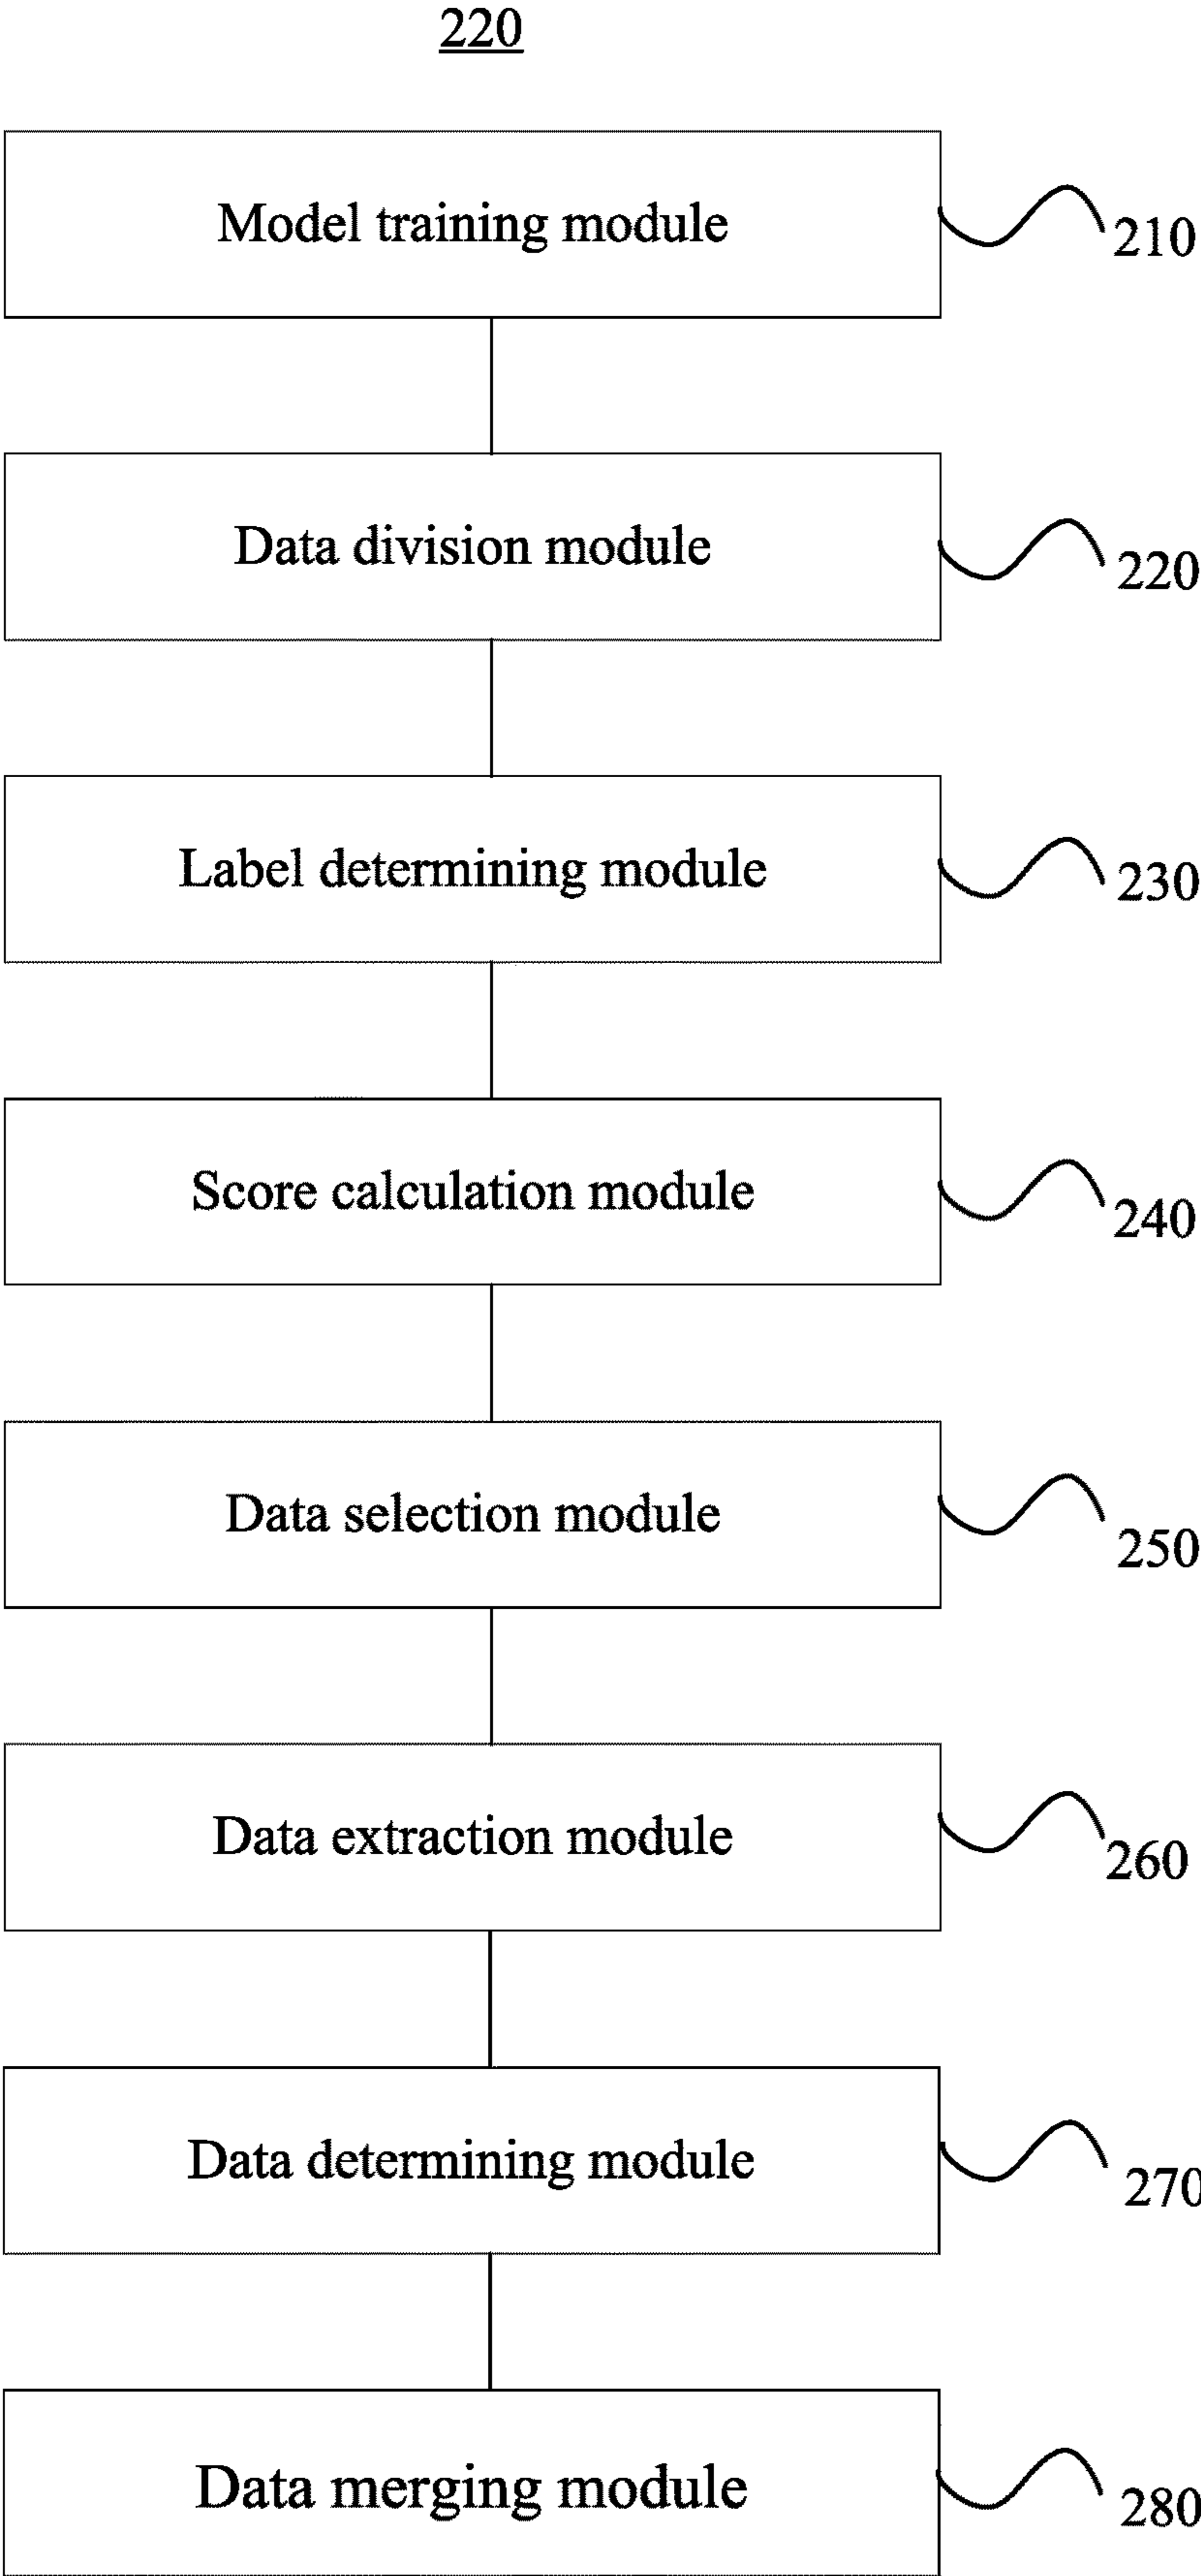 220
Model training module
210
Data division module
220
Label determining module
230
Score calculation module
240
Data selection module
250
Data extraction module
260
Data determining module
270
Data merging module
280